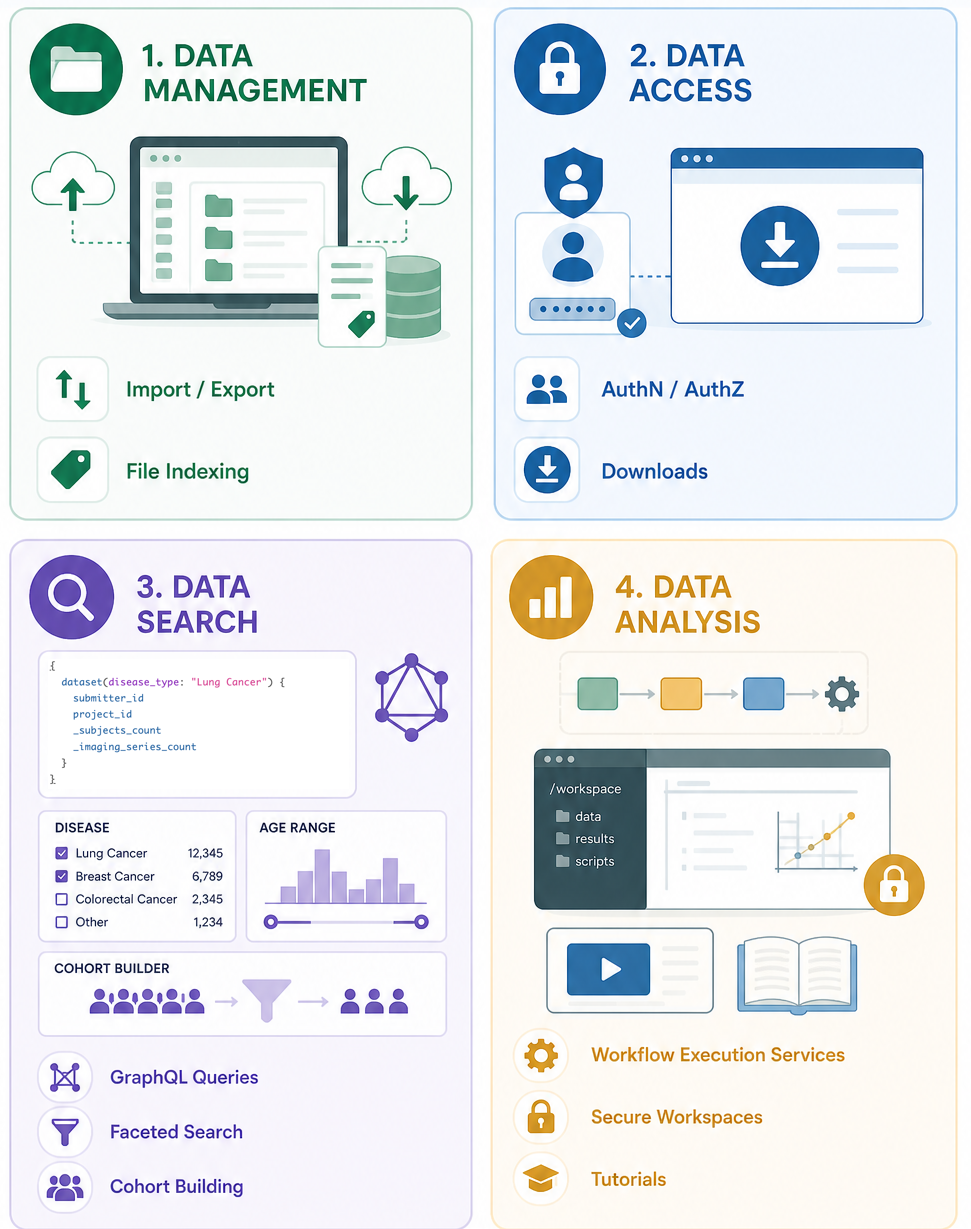 1. DATA
MANAGEMENT
Import / Export
File Indexing
2. DATA
ACCESS
AuthN / AuthZ
Downloads
3. DATA
SEARCH
{
dataset(disease_type: "Lung Cancer") {
submitter_id
project_id
_subjects_count
_imaging_series_count
}
}
DISEASE
Lung Cancer 12,345
Breast Cancer 6,789
Colorectal Cancer 2,345
Other 1,234
AGE RANGE
COHORT BUILDER
GraphQL Queries
Faceted Search
Cohort Building
4. DATA
ANALYSIS
/workspace
data
results
scripts
Workflow Execution Services
Secure Workspaces
Tutorials